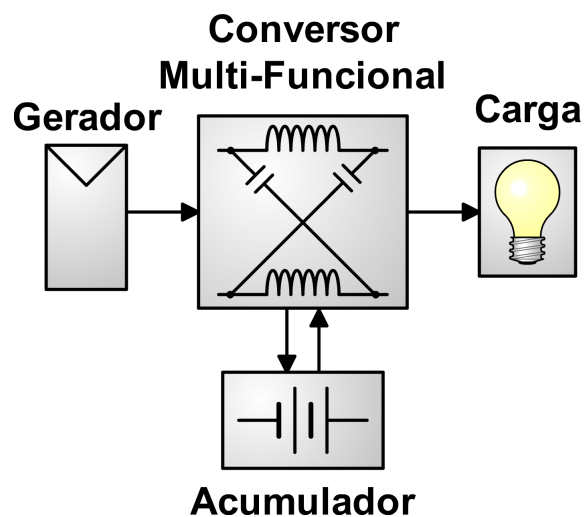 Conversor
Multi-Funcional
Gerador
Carga
Acumulador